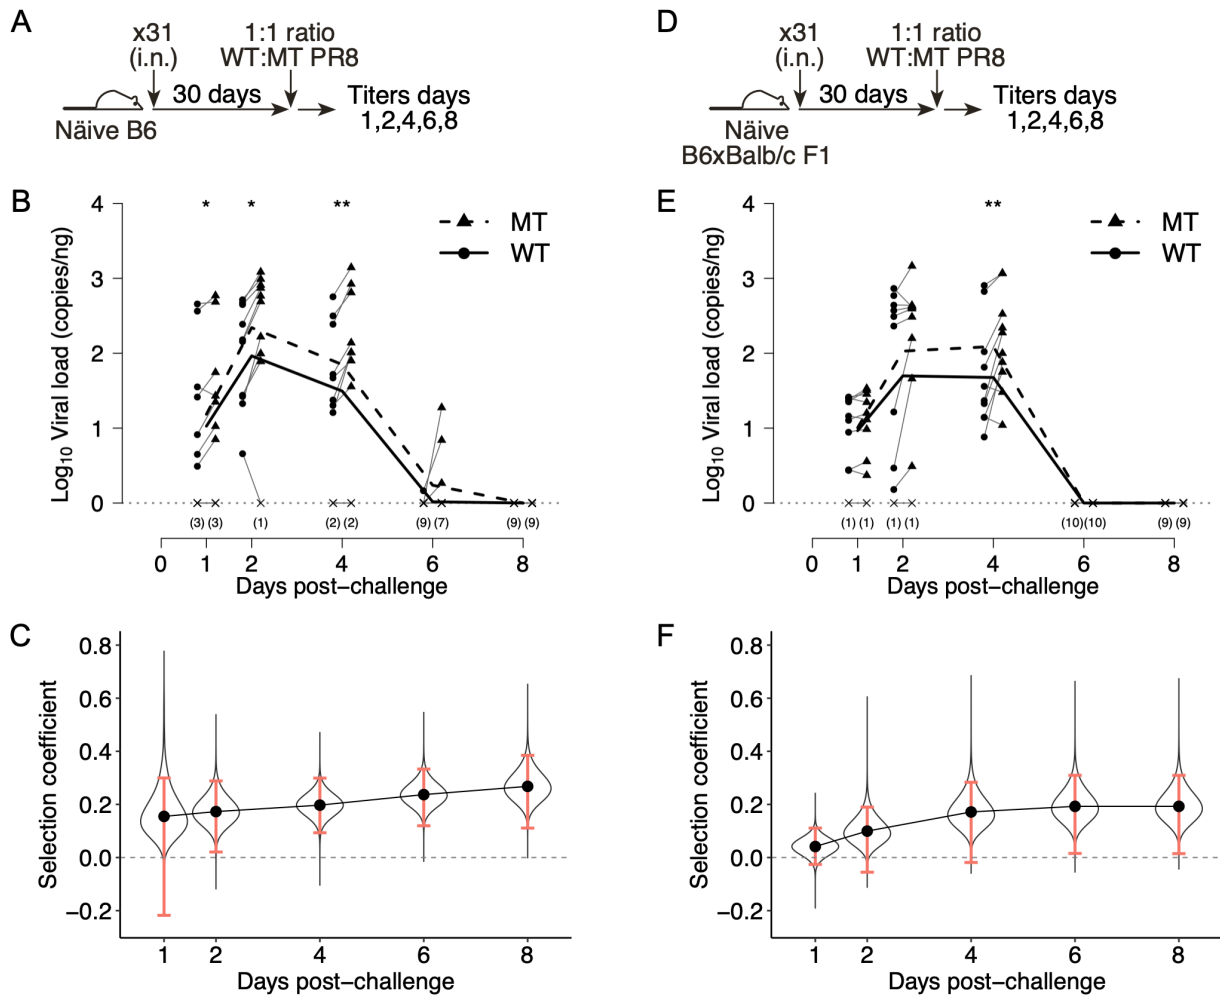 A
x31
(i.n.)
1:1 ratio
WT:MT PR8
30 days
Titers days
1,2,4,6,8
Näive B6
D
x31
(i.n.)
1:1 ratio
WT:MT PR8
30 days
Titers days
1,2,4,6,8
Näive
B6xBalb/c F1
B
Log10 Viral load (copies/ng)
4
3
2
1
0
* * **
MT
WT
(3) (3) (1) (2) (2) (9) (7) (9) (9)
0 1 2 4 6 8
Days post−challenge
E
Log10 Viral load (copies/ng)
4
3
2
1
0
**
MT
WT
(1) (1) (1) (1) (10)(10) (9) (9)
0 1 2 4 6 8
Days post−challenge
C
Selection coefficient
0.8
0.6
0.4
0.2
0.0
−0.2
1 2 4 6 8
Days post−challenge
F
Selection coefficient
0.8
0.6
0.4
0.2
0.0
−0.2
1 2 4 6 8
Days post−challenge